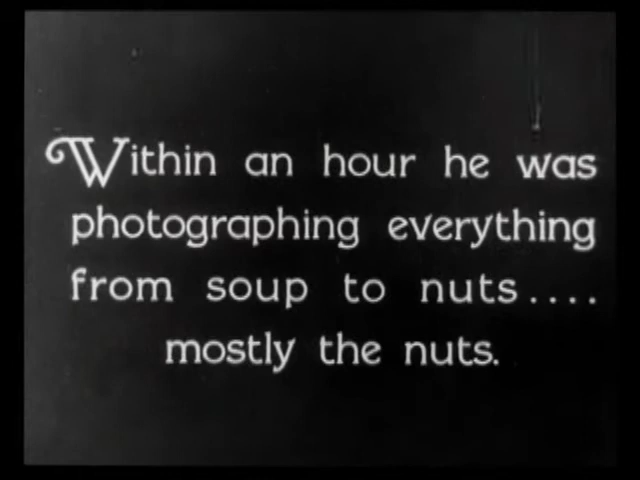 Within an hour he was
photographing everything
from soup to nuts....
mostly the nuts.